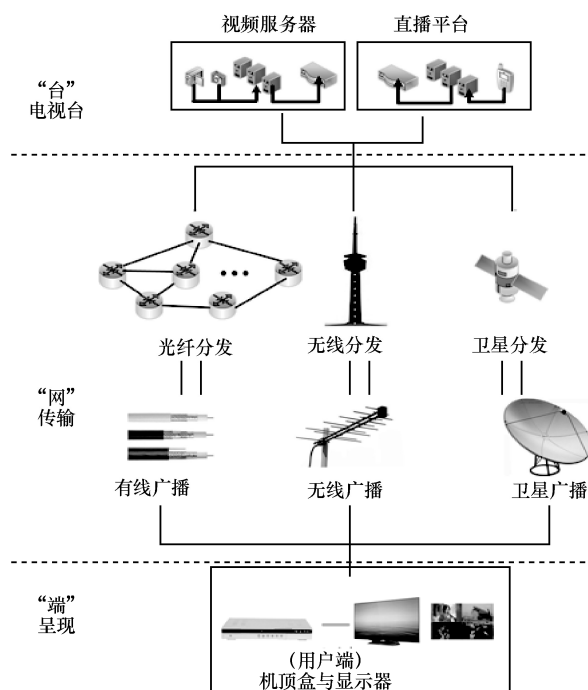 视频服务器
直播平台
“台”
电视台
光纤分发
无线分发
卫星分发
“网”
传输
有线广播
无线广播
卫星广播
“端”
呈现
（用户端）
机顶盒与显示器